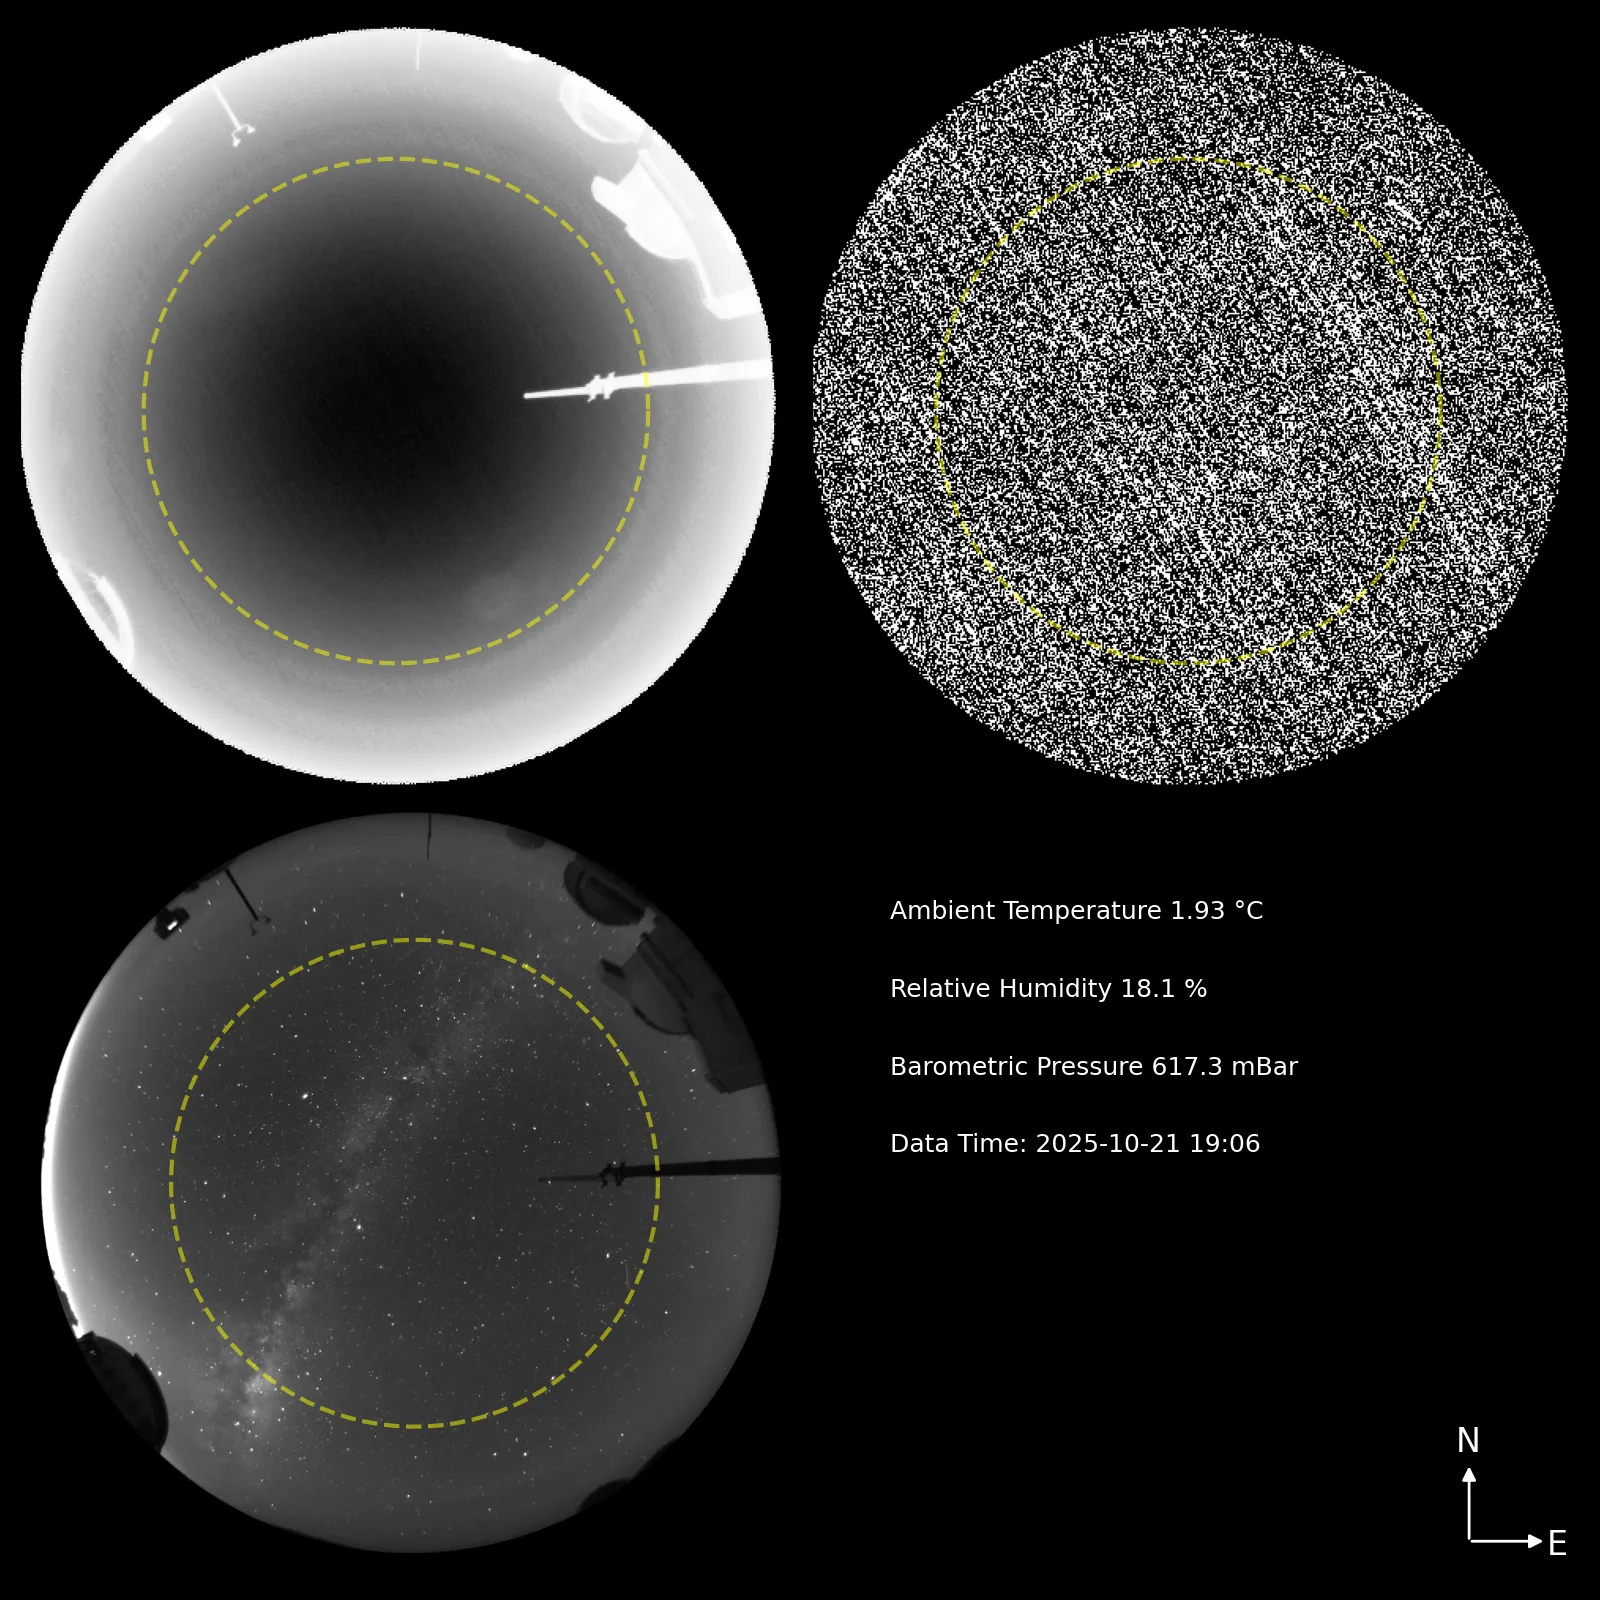 Ambient Temperature 1.93 °C
Relative Humidity 18.1 %
Barometric Pressure 617.3 mBar
Data Time: 2025-10-21 19:06
N
E